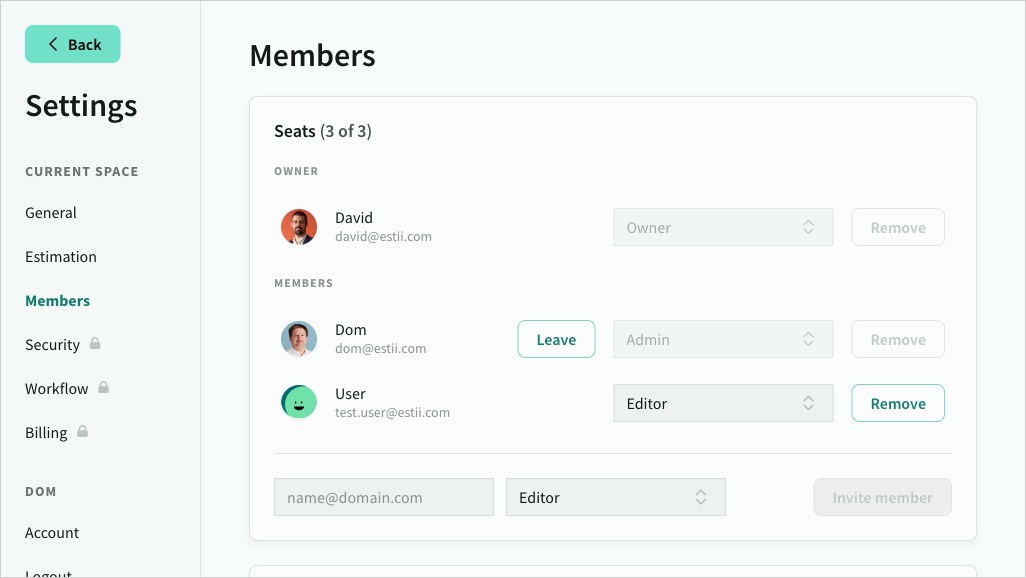 Back
Settings
CURRENT SPACE
General
Estimation
Members
Security
Workflow
Billing
DOM
Account
Logout
Members
Seats (3 of 3)
OWNER
David
david@estii.com
Owner
Remove
MEMBERS
Dom
dom@estii.com
Leave
Admin
Remove
User
test.user@estii.com
Editor
Remove
name@domain.com
Editor
Invite member